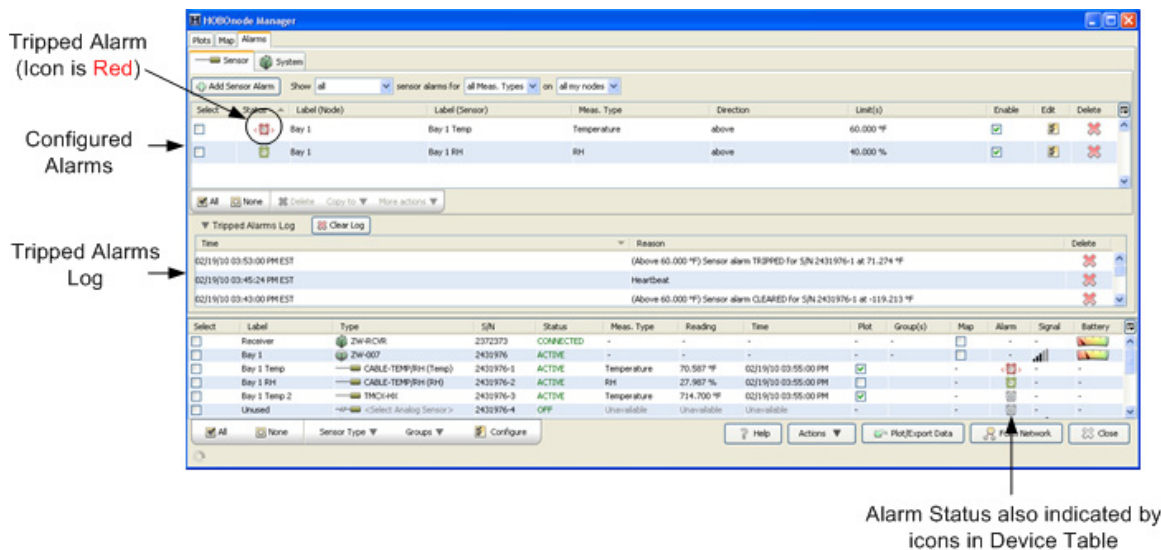 Tripped Alarm
(Icon is Red)
Configured
Alarms
Tripped Alarms
Log
HOBOnode Manager
Plots Map Alarms
Sensor System
Add Sensor Alarm Show all sensor alarms for all Meas. Types on all my nodes
Select Status Label (Node) Label (Sensor) Meas. Type Direction Limit(s) Enable Edit Delete
Bay 1 Bay 1 Temp Temperature above 60.000 °F
Bay 1 Bay 1 RH RH above 40.000 %
All None Delete Copy to More actions
Tripped Alarms Log Clear Log
Time Reason Delete
02/19/10 03:53:00 PM EST (Above 60.000 °F) Sensor alarm TRIPPED for S/N 2431976-1 at 71.274 °F
02/19/10 03:45:24 PM EST Heartbeat
02/19/10 03:43:00 PM EST (Above 60.000 °F) Sensor alarm CLEARED for S/N 2431976-1 at -119.213 °F
Select Label Type S/N Status Meas. Type Reading Time Plot Group(s) Map Alarm Signal Battery
Receiver ZW-RCVR 2372373 CONNECTED - - - - - - -
Bay 1 ZW-007 2431976 ACTIVE - - - - - -
Bay 1 Temp CABLE-TEMP/RH (Temp) 2431976-1 ACTIVE Temperature 70.587 °F 02/19/10 03:55:00 PM - - -
Bay 1 RH CABLE-TEMP/RH (RH) 2431976-2 ACTIVE RH 27.987 % 02/19/10 03:55:00 PM - - -
Bay 1 Temp 2 TMCX-HX 2431976-3 ACTIVE Temperature 714.700 °F 02/19/10 03:55:00 PM - - -
Unused <Select Analog Sensor> 2431976-4 OFF Unavailable Unavailable Unavailable - - - -
All None Sensor Type Groups Configure Help Actions Plot/Export Data Network Close
Alarm Status also indicated by
icons in Device Table